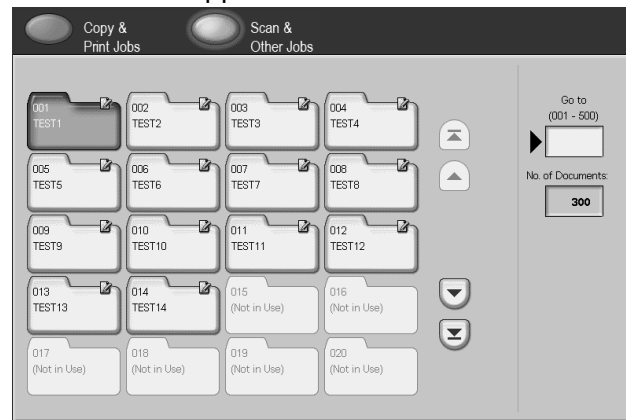 Copy &
Print Jobs
Scan &
Other Jobs
001
TEST1
002
TEST2
003
TEST3
004
TEST4
Go to
(001 - 500)
No. of Documents:
300
005
TEST5
006
TEST6
007
TEST7
008
TEST8
009
TEST9
010
TEST10
011
TEST11
012
TEST12
013
TEST13
014
TEST14
015
(Not in Use)
016
(Not in Use)
017
(Not in Use)
018
(Not in Use)
019
(Not in Use)
020
(Not in Use)